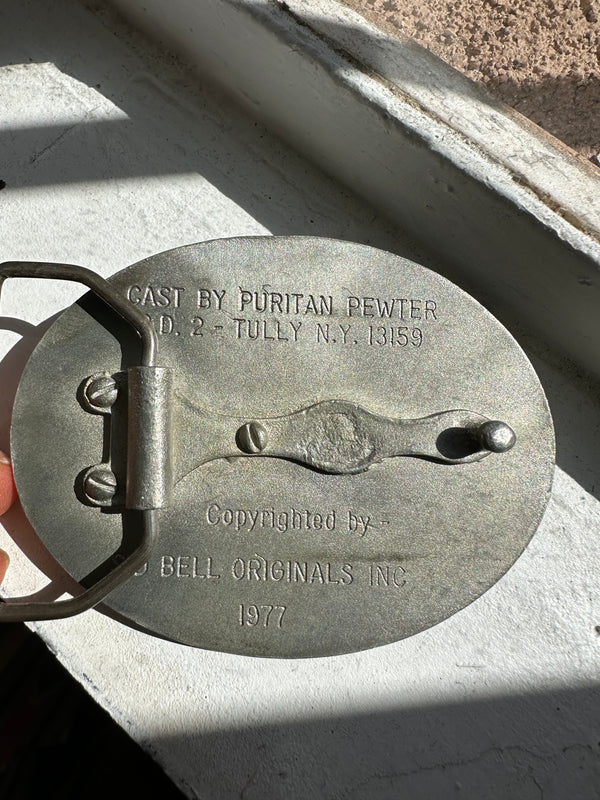 CAST BY PURITAN PEWTER
D. 2 - TULLY N.Y. 13159
Copyrighted by -
BELL ORIGINALS INC
1977